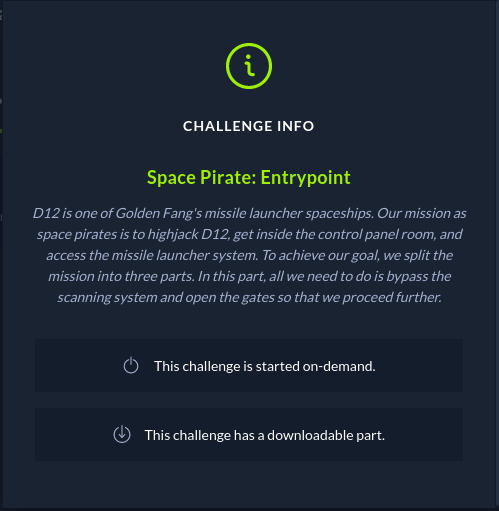 CHALLENGE INFO
Space Pirate: Entrypoint
D12 is one of Golden Fang's missile launcher spaceships. Our mission as
space pirates is to highjack D12, get inside the control panel room, and
access the missile launcher system. To achieve our goal, we split the
mission into three parts. In this part, all we need to do is bypass the
scanning system and open the gates so that we proceed further.
This challenge is started on-demand.
This challenge has a downloadable part.